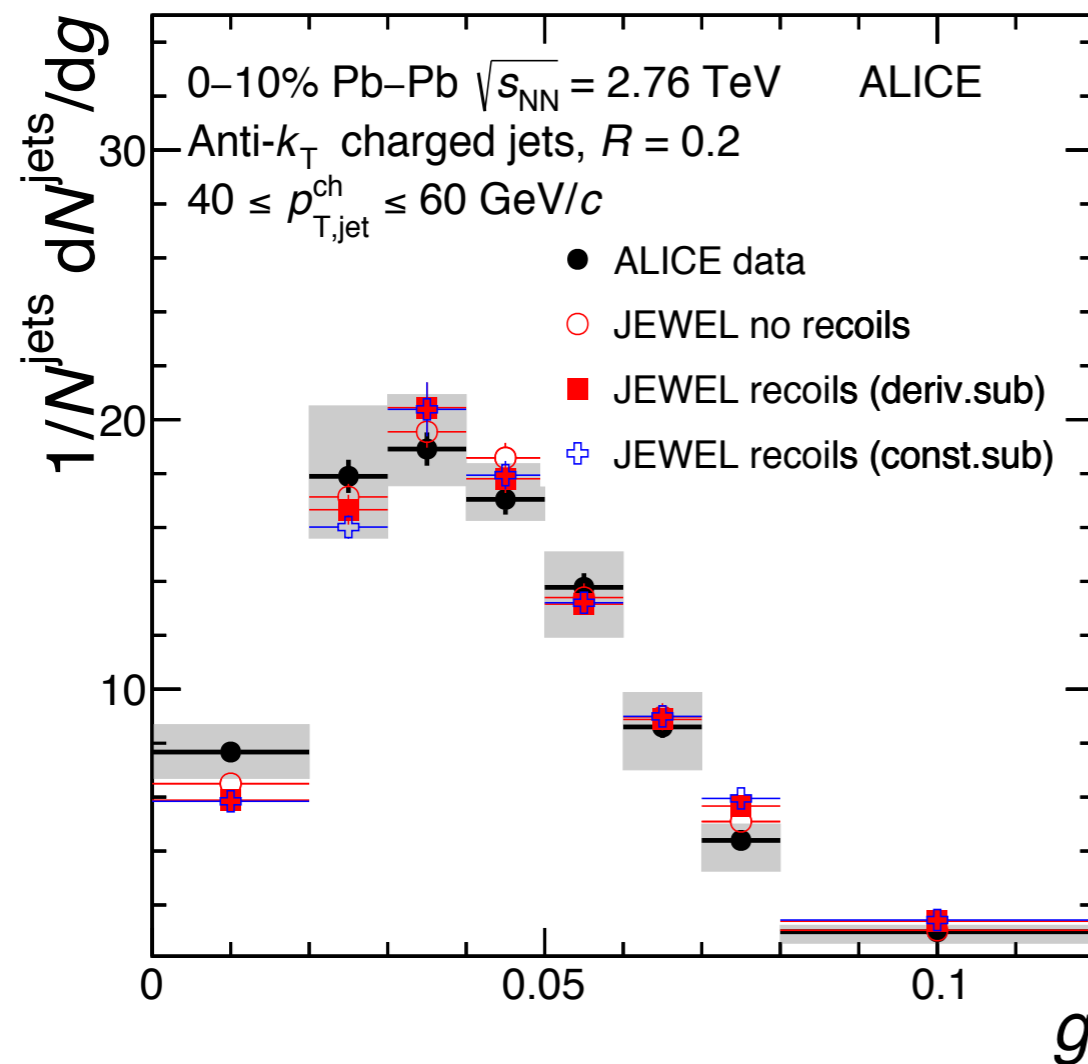 1/N^jets dN^jets/dg
0–10% Pb–Pb √s_NN = 2.76 TeV ALICE
Anti-k_T charged jets, R = 0.2
40 ≤ p_T,jet^ch ≤ 60 GeV/c
ALICE data
JEWEL no recoils
JEWEL recoils (deriv.sub)
JEWEL recoils (const.sub)
30
20
10
0 0.05 0.1
g